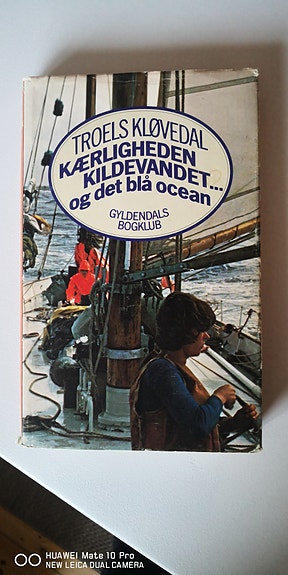 TROELS KLØVEDAL
KÆRLIGHEDEN
KILDEVANDET...
og det blå ocean
GYLDENDALS
BOGKLUB
HUAWEI Mate 10 Pro
NEW LEICA DUAL CAMERA